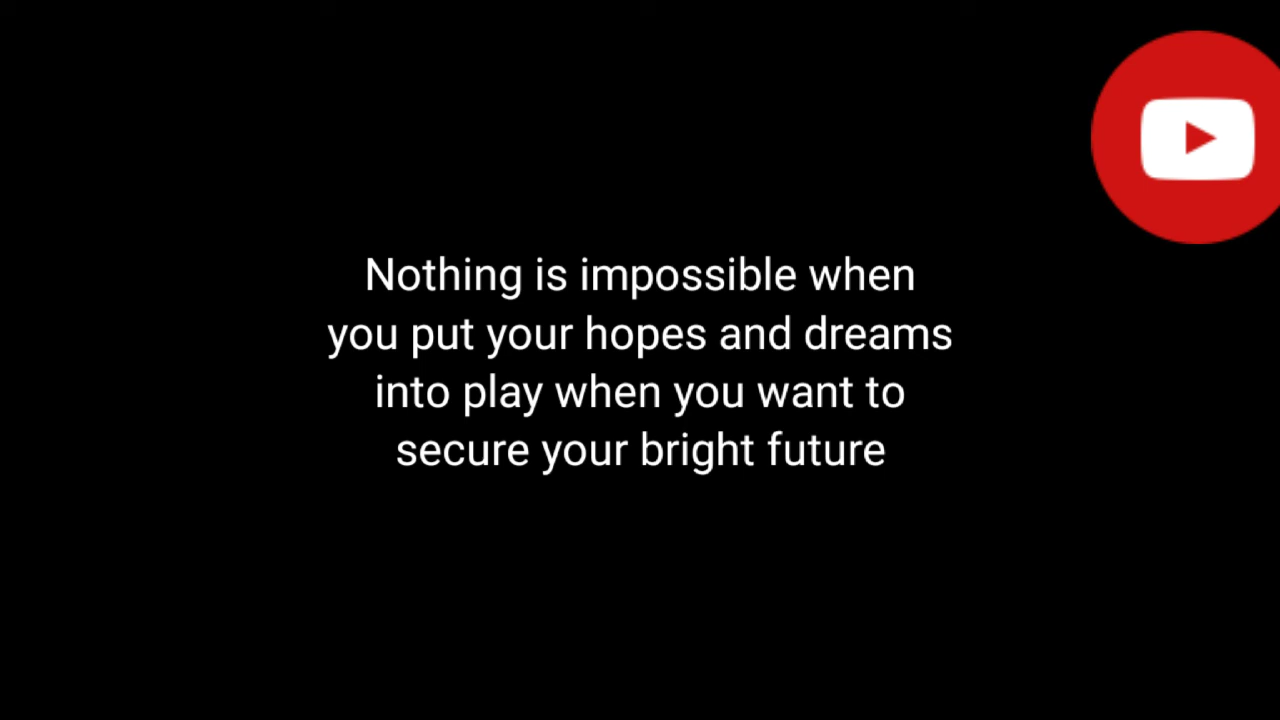 Nothing is impossible when
you put your hopes and dreams
into play when you want to
secure your bright future